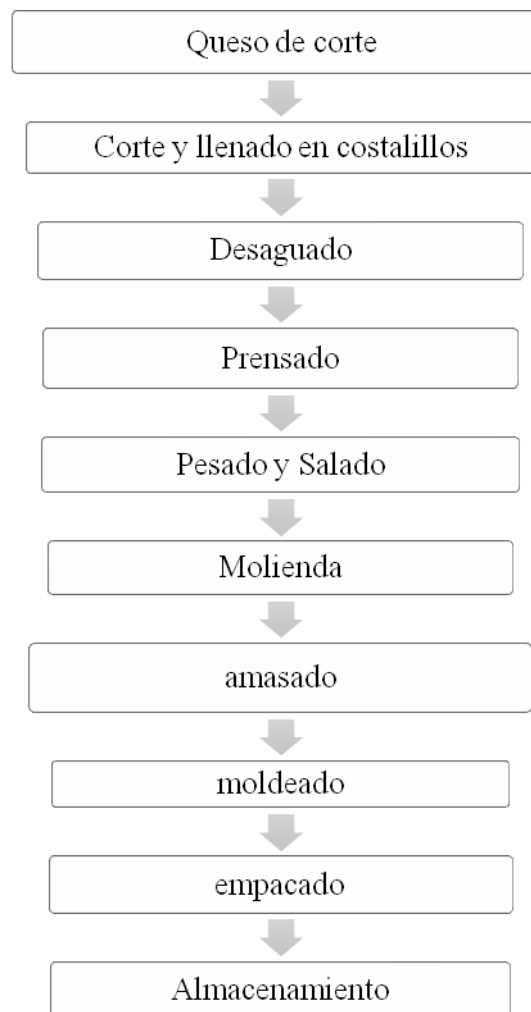 Queso de corte
Corte y llenado en costalillos
Desaguado
Prensado
Pesado y Salado
Molienda
amasado
moldeado
empacado
Almacenamiento